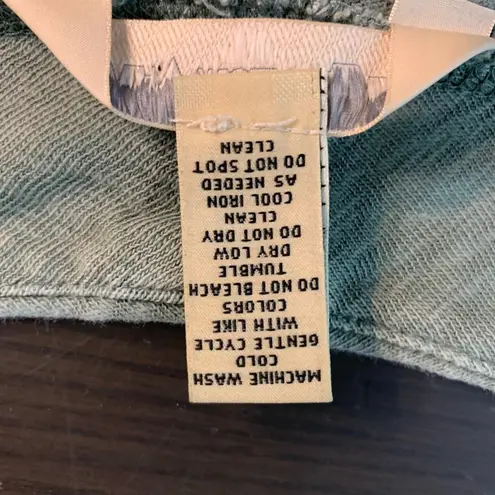 MACHINE WASH
COLD
GENTLE CYCLE
WITH LIKE
COLORS
DO NOT BLEACH
TUMBLE
DRY LOW
DO NOT DRY
CLEAN
COOL IRON
AS NEEDED
DO NOT SPOT
CLEAN